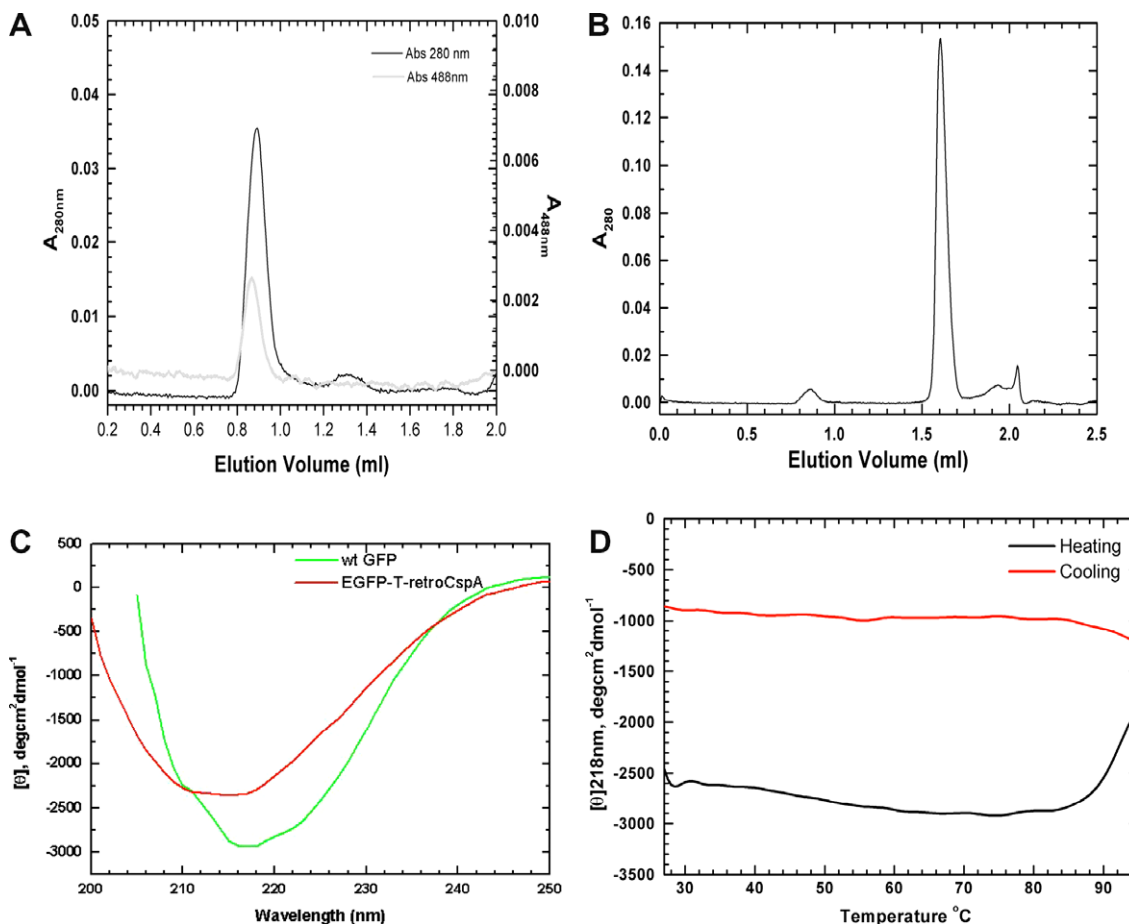 A
Abs 280 nm
Abs 488nm
0.05
0.04
0.03
0.02
0.01
0.00
A280nm
0.010
0.008
0.006
0.004
0.002
0.000
A488nm
0.2 0.4 0.6 0.8 1.0 1.2 1.4 1.6 1.8 2.0
Elution Volume (ml)
B
0.16
0.14
0.12
0.10
0.08
0.06
0.04
0.02
0.00
A280
0.0 0.5 1.0 1.5 2.0 2.5
Elution Volume (ml)
C
wt GFP
EGFP-T-retroCspA
500
0
-500
-1000
-1500
-2000
-2500
-3000
[θ], degcm2dmol-1
200 210 220 230 240 250
Wavelength (nm)
D
Heating
Cooling
0
-500
-1000
-1500
-2000
-2500
-3000
-3500
[θ]218nm, degcm2dmol-1
30 40 50 60 70 80 90
Temperature °C